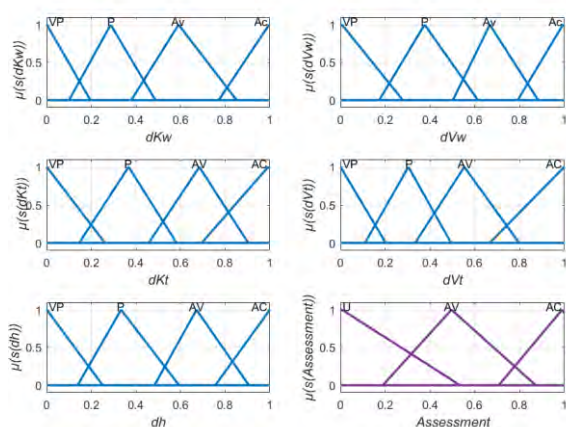 VP P Av Ac
1
0.5
0
μ(s(dKw))
0 0.2 0.4 0.6 0.8 1
dKw
VP P Av Ac
1
0.5
0
μ(s(dVw))
0 0.2 0.4 0.6 0.8 1
dVw
VP P AV AC
1
0.5
0
μ(s(dKt))
0 0.2 0.4 0.6 0.8 1
dKt
VP P AV AC
1
0.5
0
μ(s(dVt))
0 0.2 0.4 0.6 0.8 1
dVt
VP P AV AC
1
0.5
0
μ(s(dh))
0 0.2 0.4 0.6 0.8 1
dh
U AV AC
1
0.5
0
μ(s(Assessment))
0 0.2 0.4 0.6 0.8 1
Assessment